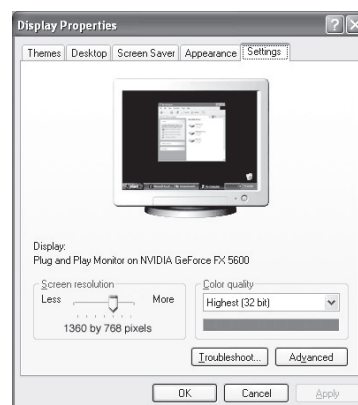 Display Properties
Themes Desktop Screen Saver Appearance Settings
Display:
Plug and Play Monitor on NVIDIA GeForce FX 5600
Screen resolution
Less More
1360 by 768 pixels
Color quality
Highest (32 bit)
Troubleshoot... Advanced
OK Cancel Apply